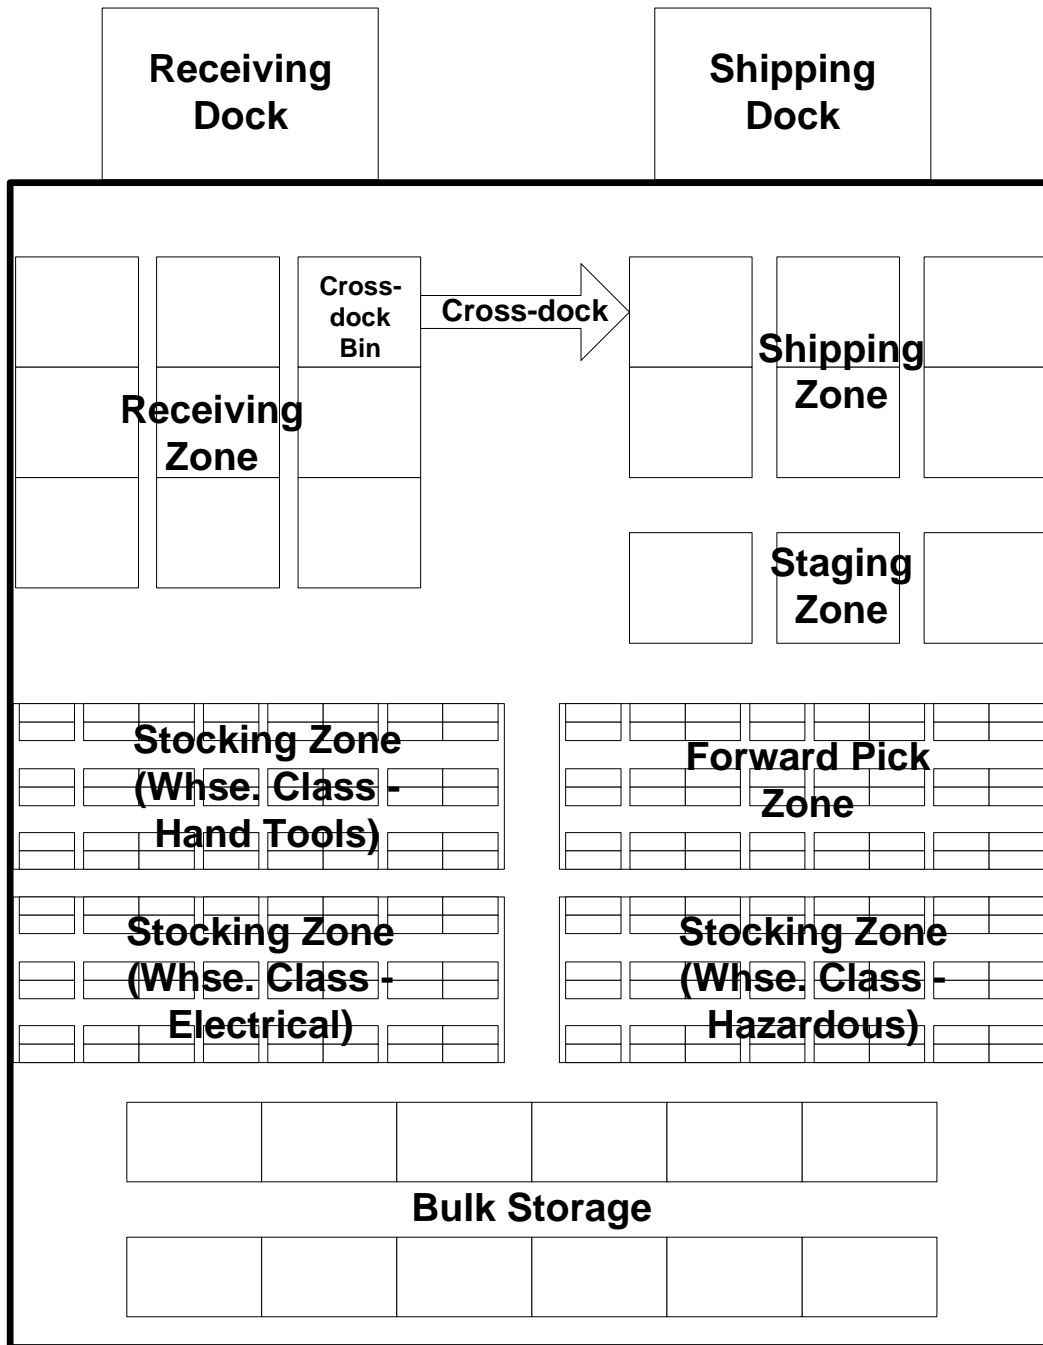 Receiving
Dock
Shipping
Dock
Cross-
dock
Bin
Cross-dock
Shipping
Zone
Receiving
Zone
Staging
Zone
Stocking Zone
(Whse. Class -
Hand Tools)
Forward Pick
Zone
Stocking Zone
(Whse. Class -
Electrical)
Stocking Zone
(Whse. Class -
Hazardous)
Bulk Storage